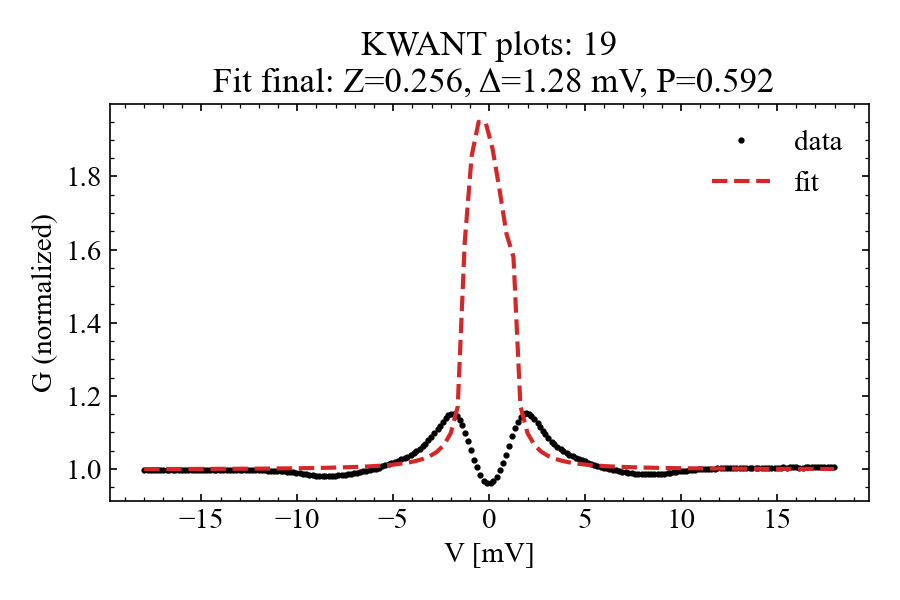 KWANT plots: 19
Fit final: Z=0.256, Δ=1.28 mV, P=0.592
data
fit
1.8
1.6
1.4
1.2
1.0
G (normalized)
−15 −10 −5 0 5 10 15
V [mV]